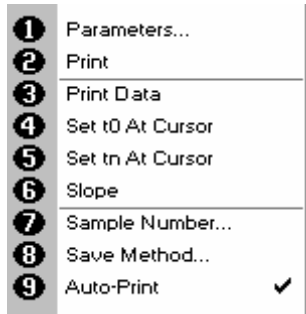 1 Parameters...
2 Print
3 Print Data
4 Set t0 At Cursor
5 Set tn At Cursor
6 Slope
7 Sample Number...
8 Save Method...
9 Auto-Print ✔